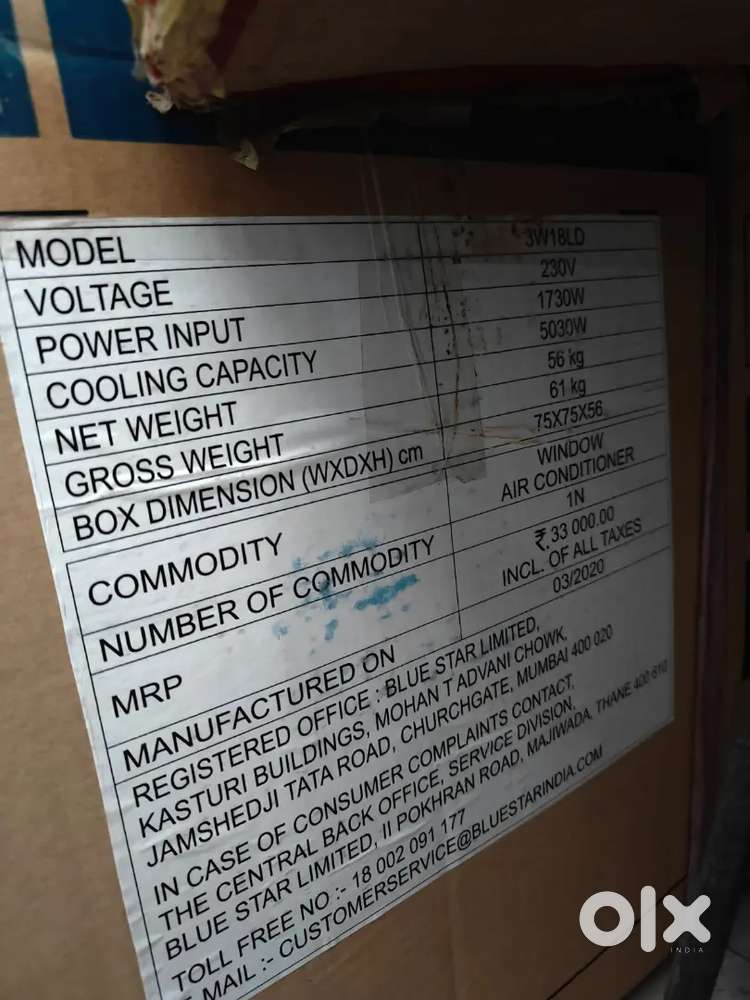 MODEL 3W18LD
VOLTAGE 230V
POWER INPUT 1730W
COOLING CAPACITY 5030W
NET WEIGHT 56 kg
GROSS WEIGHT 61 kg
BOX DIMENSION (WXDXH) cm 75X75X56
COMMODITY WINDOW
AIR CONDITIONER
NUMBER OF COMMODITY 1N
MRP ₹ 33 000.00
INCL. OF ALL TAXES
MANUFACTURED ON 03/2020
REGISTERED OFFICE : BLUE STAR LIMITED,
KASTURI BUILDINGS, MOHAN T ADVANI CHOWK,
JAMSHEDJI TATA ROAD, CHURCHGATE, MUMBAI 400 020
IN CASE OF CONSUMER COMPLAINTS CONTACT,
THE CENTRAL BACK OFFICE, SERVICE DIVISION,
BLUE STAR LIMITED, II POKHRAN ROAD, MAJIWADA, THANE 400 610
TOLL FREE NO :- 18 002 091 177
E MAIL :- CUSTOMERSERVICE@BLUESTARINDIA.COM
olx
INDIA